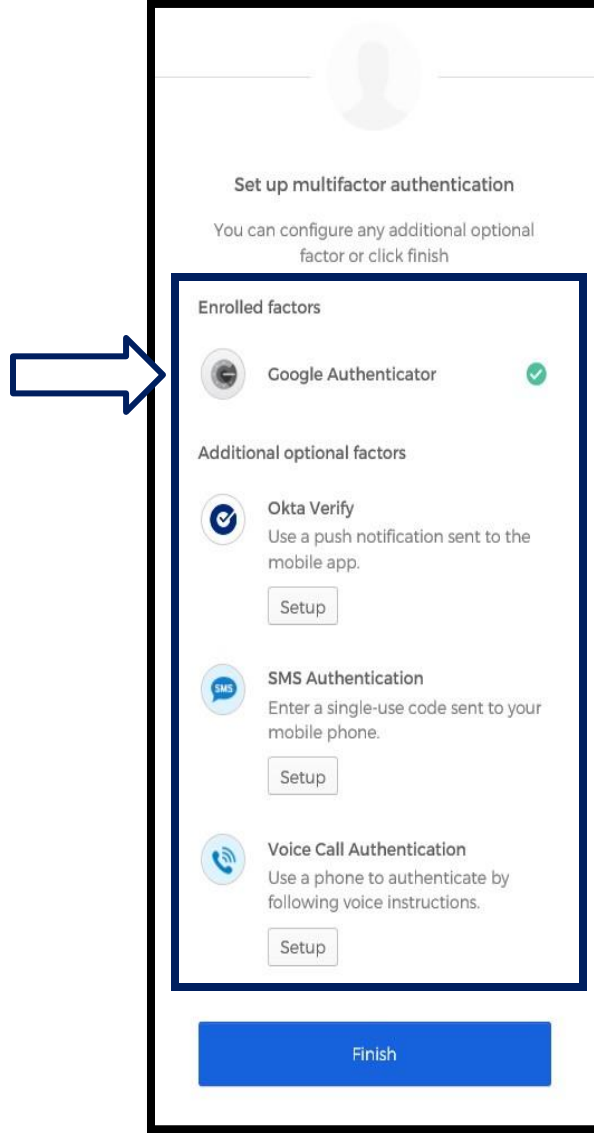 Set up multifactor authentication
You can configure any additional optional
factor or click finish
Enrolled factors
Google Authenticator
Additional optional factors
Okta Verify
Use a push notification sent to the
mobile app.
Setup
SMS
SMS Authentication
Enter a single-use code sent to your
mobile phone.
Setup
Voice Call Authentication
Use a phone to authenticate by
following voice instructions.
Setup
Finish